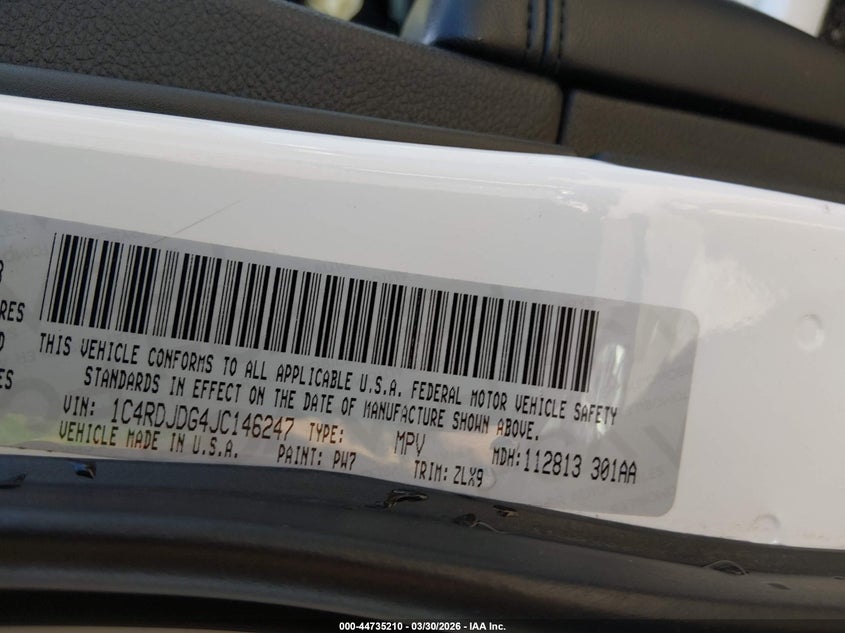 RES
ES
THIS VEHICLE CONFORMS TO ALL APPLICABLE U.S.A. FEDERAL MOTOR VEHICLE SAFETY
STANDARDS IN EFFECT ON THE DATE OF MANUFACTURE SHOWN ABOVE.
VIN: 1C4RDJDG4JC146247 TYPE: MPV MDH:112813 301AA
VEHICLE MADE IN U.S.A. PAINT: PW7 TRIM: ZLX9
000-44735210 - 03/30/2026 - IAA Inc.